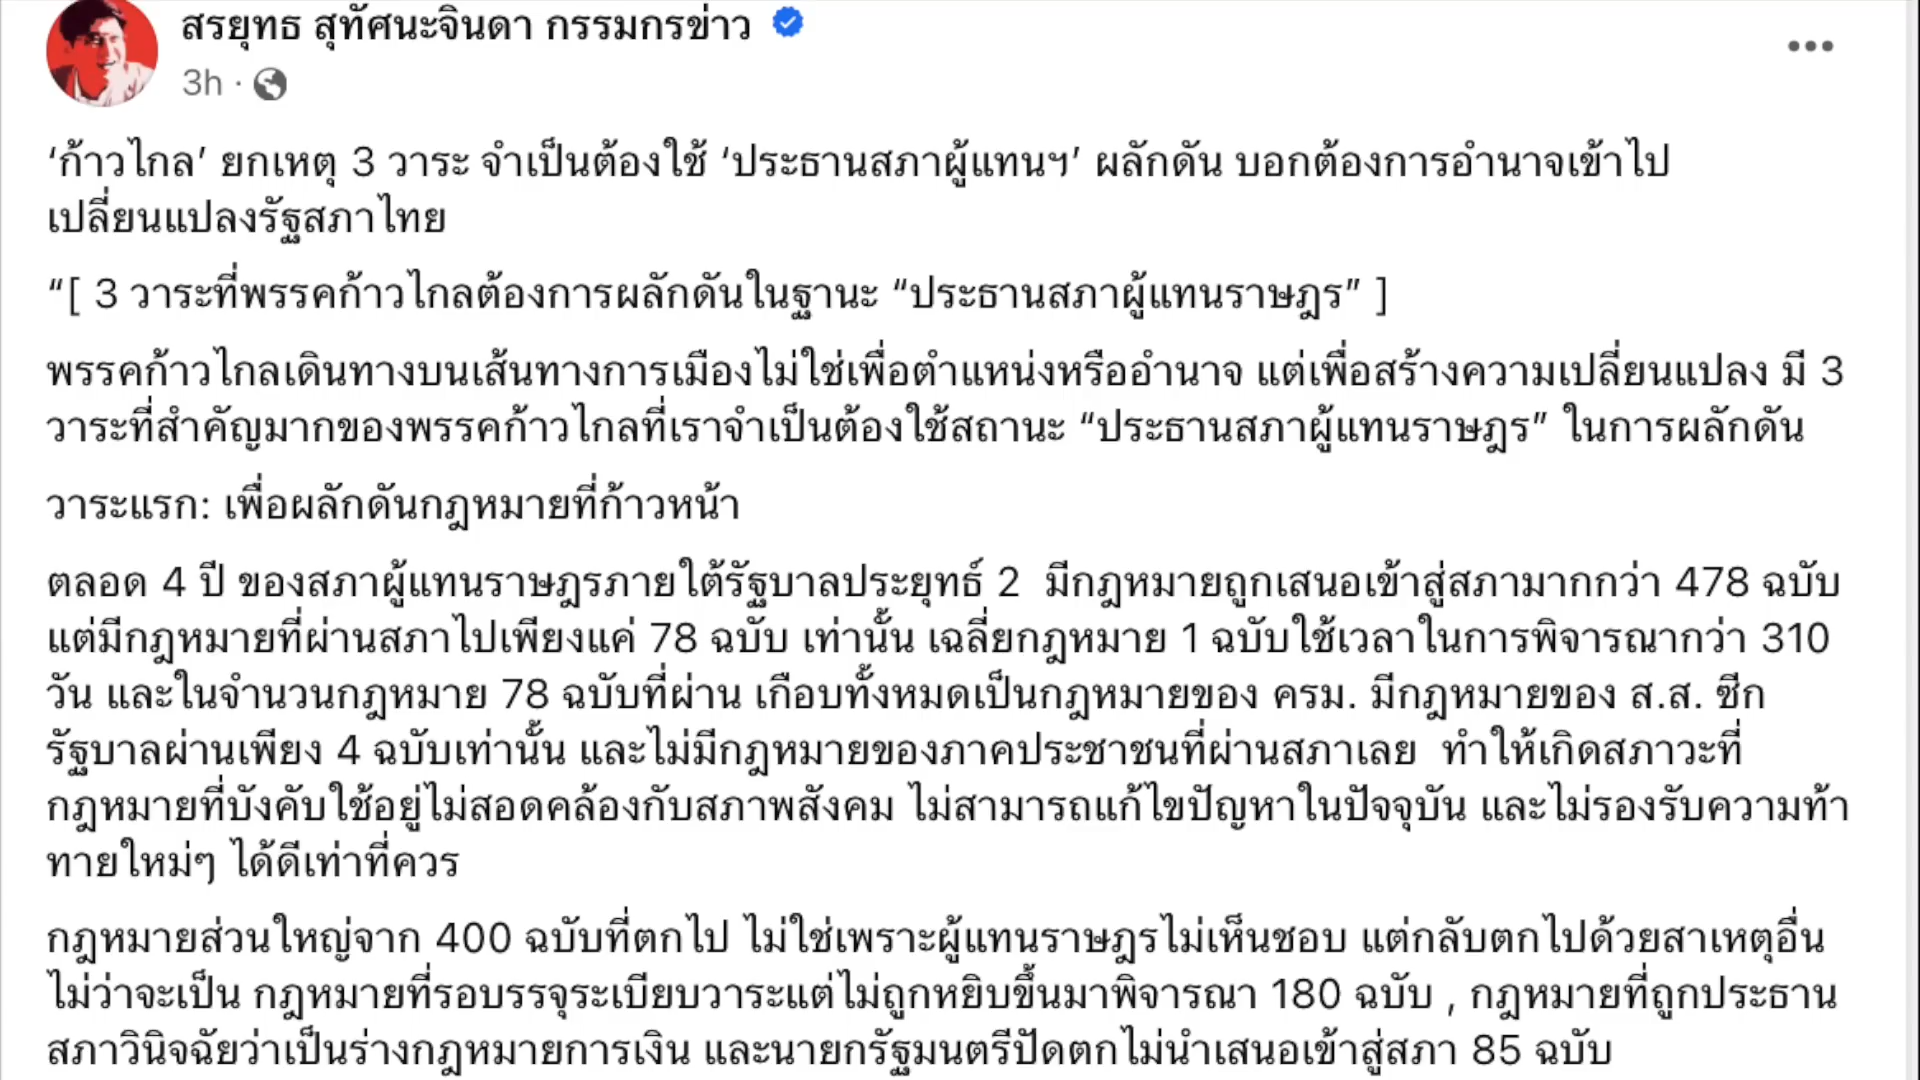 สรยุทธ สุทัศนะจินดา กรรมกรข่าว
3h ·
‘ก้าวไกล’ ยกเหตุ 3 วาระ จำเป็นต้องใช้ ‘ประธานสภาผู้แทนฯ’ ผลักดัน บอกต้องการอำนาจเข้าไป
เปลี่ยนแปลงรัฐสภาไทย
“[ 3 วาระที่พรรคก้าวไกลต้องการผลักดันในฐานะ “ประธานสภาผู้แทนราษฎร” ]
พรรคก้าวไกลเดินทางบนเส้นทางการเมืองไม่ใช่เพื่อตำแหน่งหรืออำนาจ แต่เพื่อสร้างความเปลี่ยนแปลง มี 3
วาระที่สำคัญมากของพรรคก้าวไกลที่เราจำเป็นต้องใช้สถานะ “ประธานสภาผู้แทนราษฎร” ในการผลักดัน
วาระแรก: เพื่อผลักดันกฎหมายที่ก้าวหน้า
ตลอด 4 ปี ของสภาผู้แทนราษฎรภายใต้รัฐบาลประยุทธ์ 2  มีกฎหมายถูกเสนอเข้าสู่สภามากกว่า 478 ฉบับ
แต่มีกฎหมายที่ผ่านสภาไปเพียงแค่ 78 ฉบับ เท่านั้น เฉลี่ยกฎหมาย 1 ฉบับใช้เวลาในการพิจารณากว่า 310
วัน และในจำนวนกฎหมาย 78 ฉบับที่ผ่าน เกือบทั้งหมดเป็นกฎหมายของ ครม. มีกฎหมายของ ส.ส. ซีก
รัฐบาลผ่านเพียง 4 ฉบับเท่านั้น และไม่มีกฎหมายของภาคประชาชนที่ผ่านสภาเลย  ทำให้เกิดสภาวะที่
กฎหมายที่บังคับใช้อยู่ไม่สอดคล้องกับสภาพสังคม ไม่สามารถแก้ไขปัญหาในปัจจุบัน และไม่รองรับความท้า
ทายใหม่ๆ ได้ดีเท่าที่ควร
กฎหมายส่วนใหญ่จาก 400 ฉบับที่ตกไป ไม่ใช่เพราะผู้แทนราษฎรไม่เห็นชอบ แต่กลับตกไปด้วยสาเหตุอื่น
ไม่ว่าจะเป็น กฎหมายที่รอบรรจุระเบียบวาระแต่ไม่ถูกหยิบขึ้นมาพิจารณา 180 ฉบับ , กฎหมายที่ถูกประธาน
สภาวินิจฉัยว่าเป็นร่างกฎหมายการเงิน และนายกรัฐมนตรีปัดตกไม่นำเสนอเข้าสู่สภา 85 ฉบับ